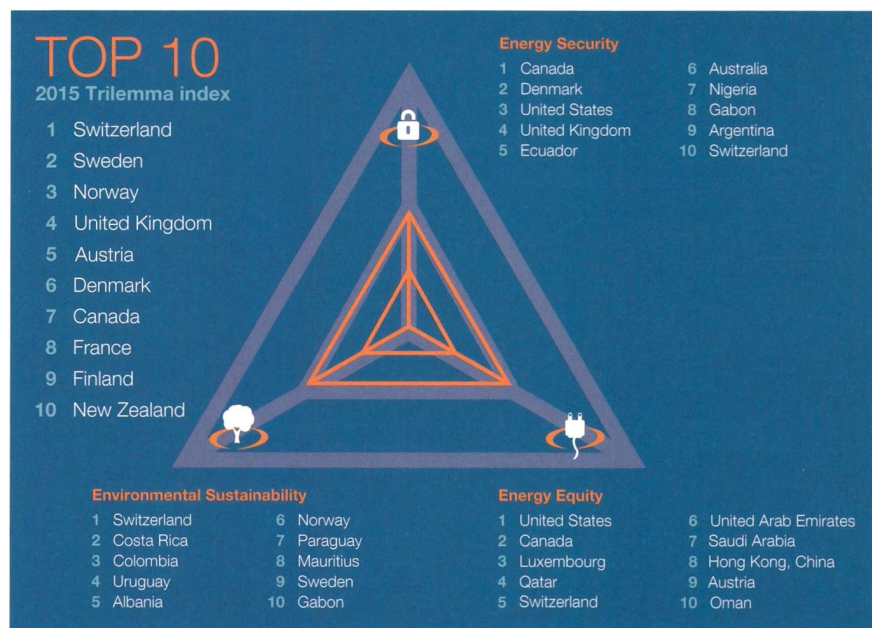 TOP 10
2015 Trilemma index
1 Switzerland
2 Sweden
3 Norway
4 United Kingdom
5 Austria
6 Denmark
7 Canada
8 France
9 Finland
10 New Zealand
Energy Security
1 Canada
2 Denmark
3 United States
4 United Kingdom
5 Ecuador
6 Australia
7 Nigeria
8 Gabon
9 Argentina
10 Switzerland
Environmental Sustainability
1 Switzerland
2 Costa Rica
3 Colombia
4 Uruguay
5 Albania
6 Norway
7 Paraguay
8 Mauritius
9 Sweden
10 Gabon
Energy Equity
1 United States
2 Canada
3 Luxembourg
4 Qatar
5 Switzerland
6 United Arab Emirates
7 Saudi Arabia
8 Hong Kong, China
9 Austria
10 Oman